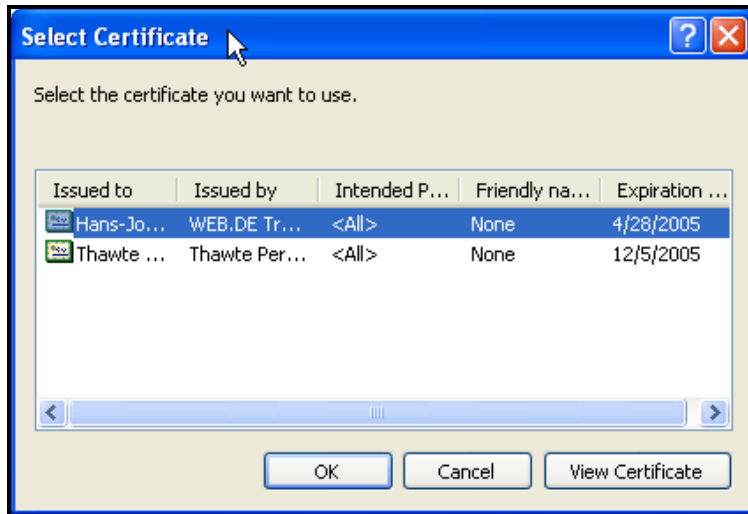 Select Certificate
Select the certificate you want to use.
Issued to Issued by Intended P... Friendly na... Expiration ...
Hans-Jo... WEB.DE Tr... <All> None 4/28/2005
Thawte ... Thawte Per... <All> None 12/5/2005
OK Cancel View Certificate